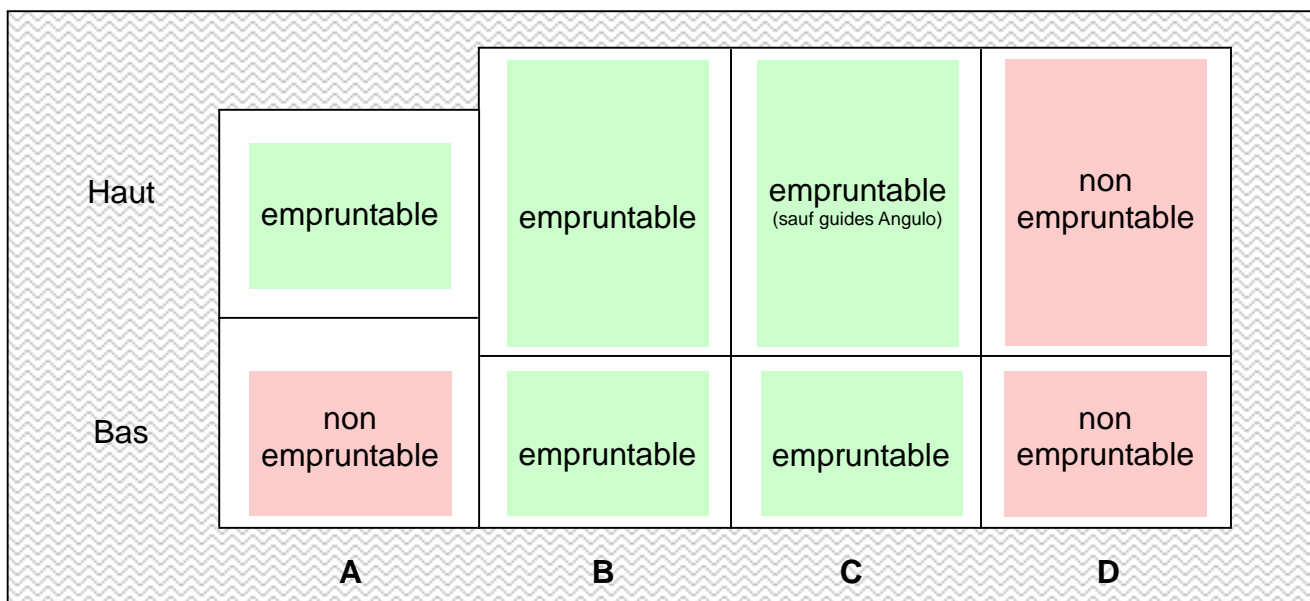 Haut
empruntable
empruntable
empruntable
(sauf guides Angulo)
non
empruntable
Bas
non
empruntable
empruntable
empruntable
non
empruntable
A
B
C
D